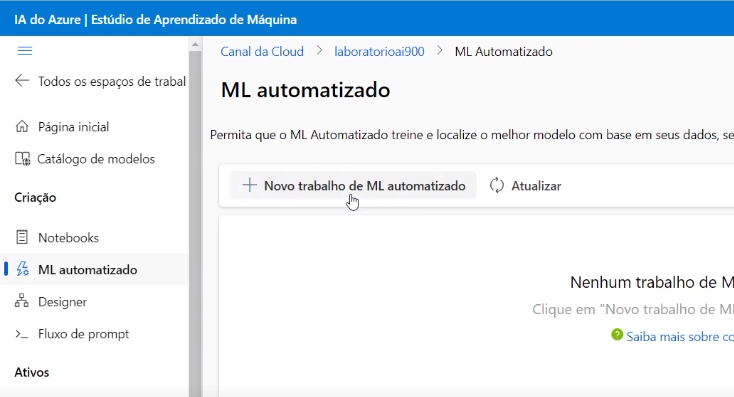 IA do Azure | Estúdio de Aprendizado de Máquina
Todos os espaços de trabal
Página inicial
Catálogo de modelos
Criação
Notebooks
ML automatizado
Designer
Fluxo de prompt
Ativos
Canal da Cloud > laboratorioai900 > ML Automatizado
ML automatizado
Permita que o ML Automatizado treine e localize o melhor modelo com base em seus dados, se
Novo trabalho de ML automatizado
Atualizar
Nenhum trabalho de M
Clique em "Novo trabalho de ML
Saiba mais sobre co